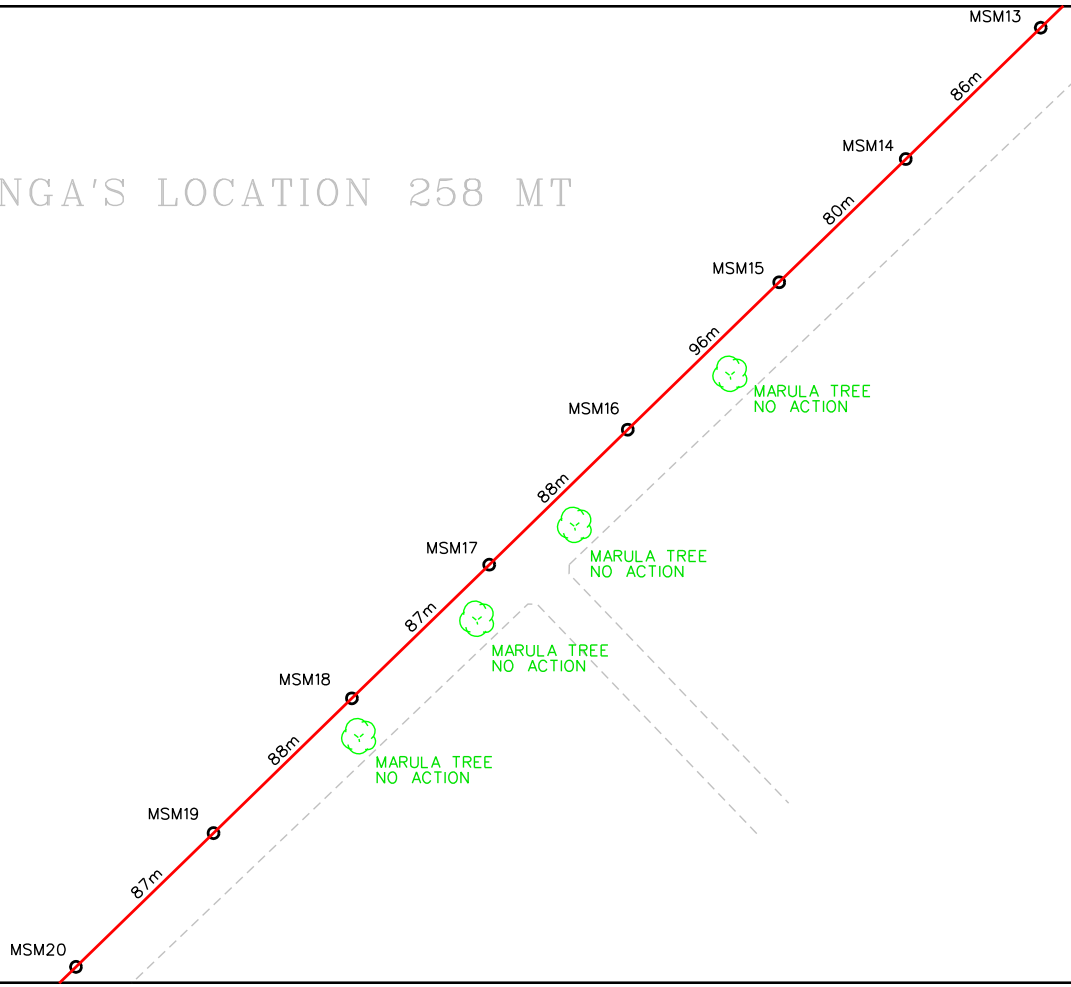 MSM13
86m
MSM14
NGA'S LOCATION 258 MT
80m
MSM15
96m
MARULA TREE
NO ACTION
MSM16
88m
MSM17
MARULA TREE
NO ACTION
87m
MARULA TREE
NO ACTION
MSM18
88m
MARULA TREE
NO ACTION
MSM19
87m
MSM20